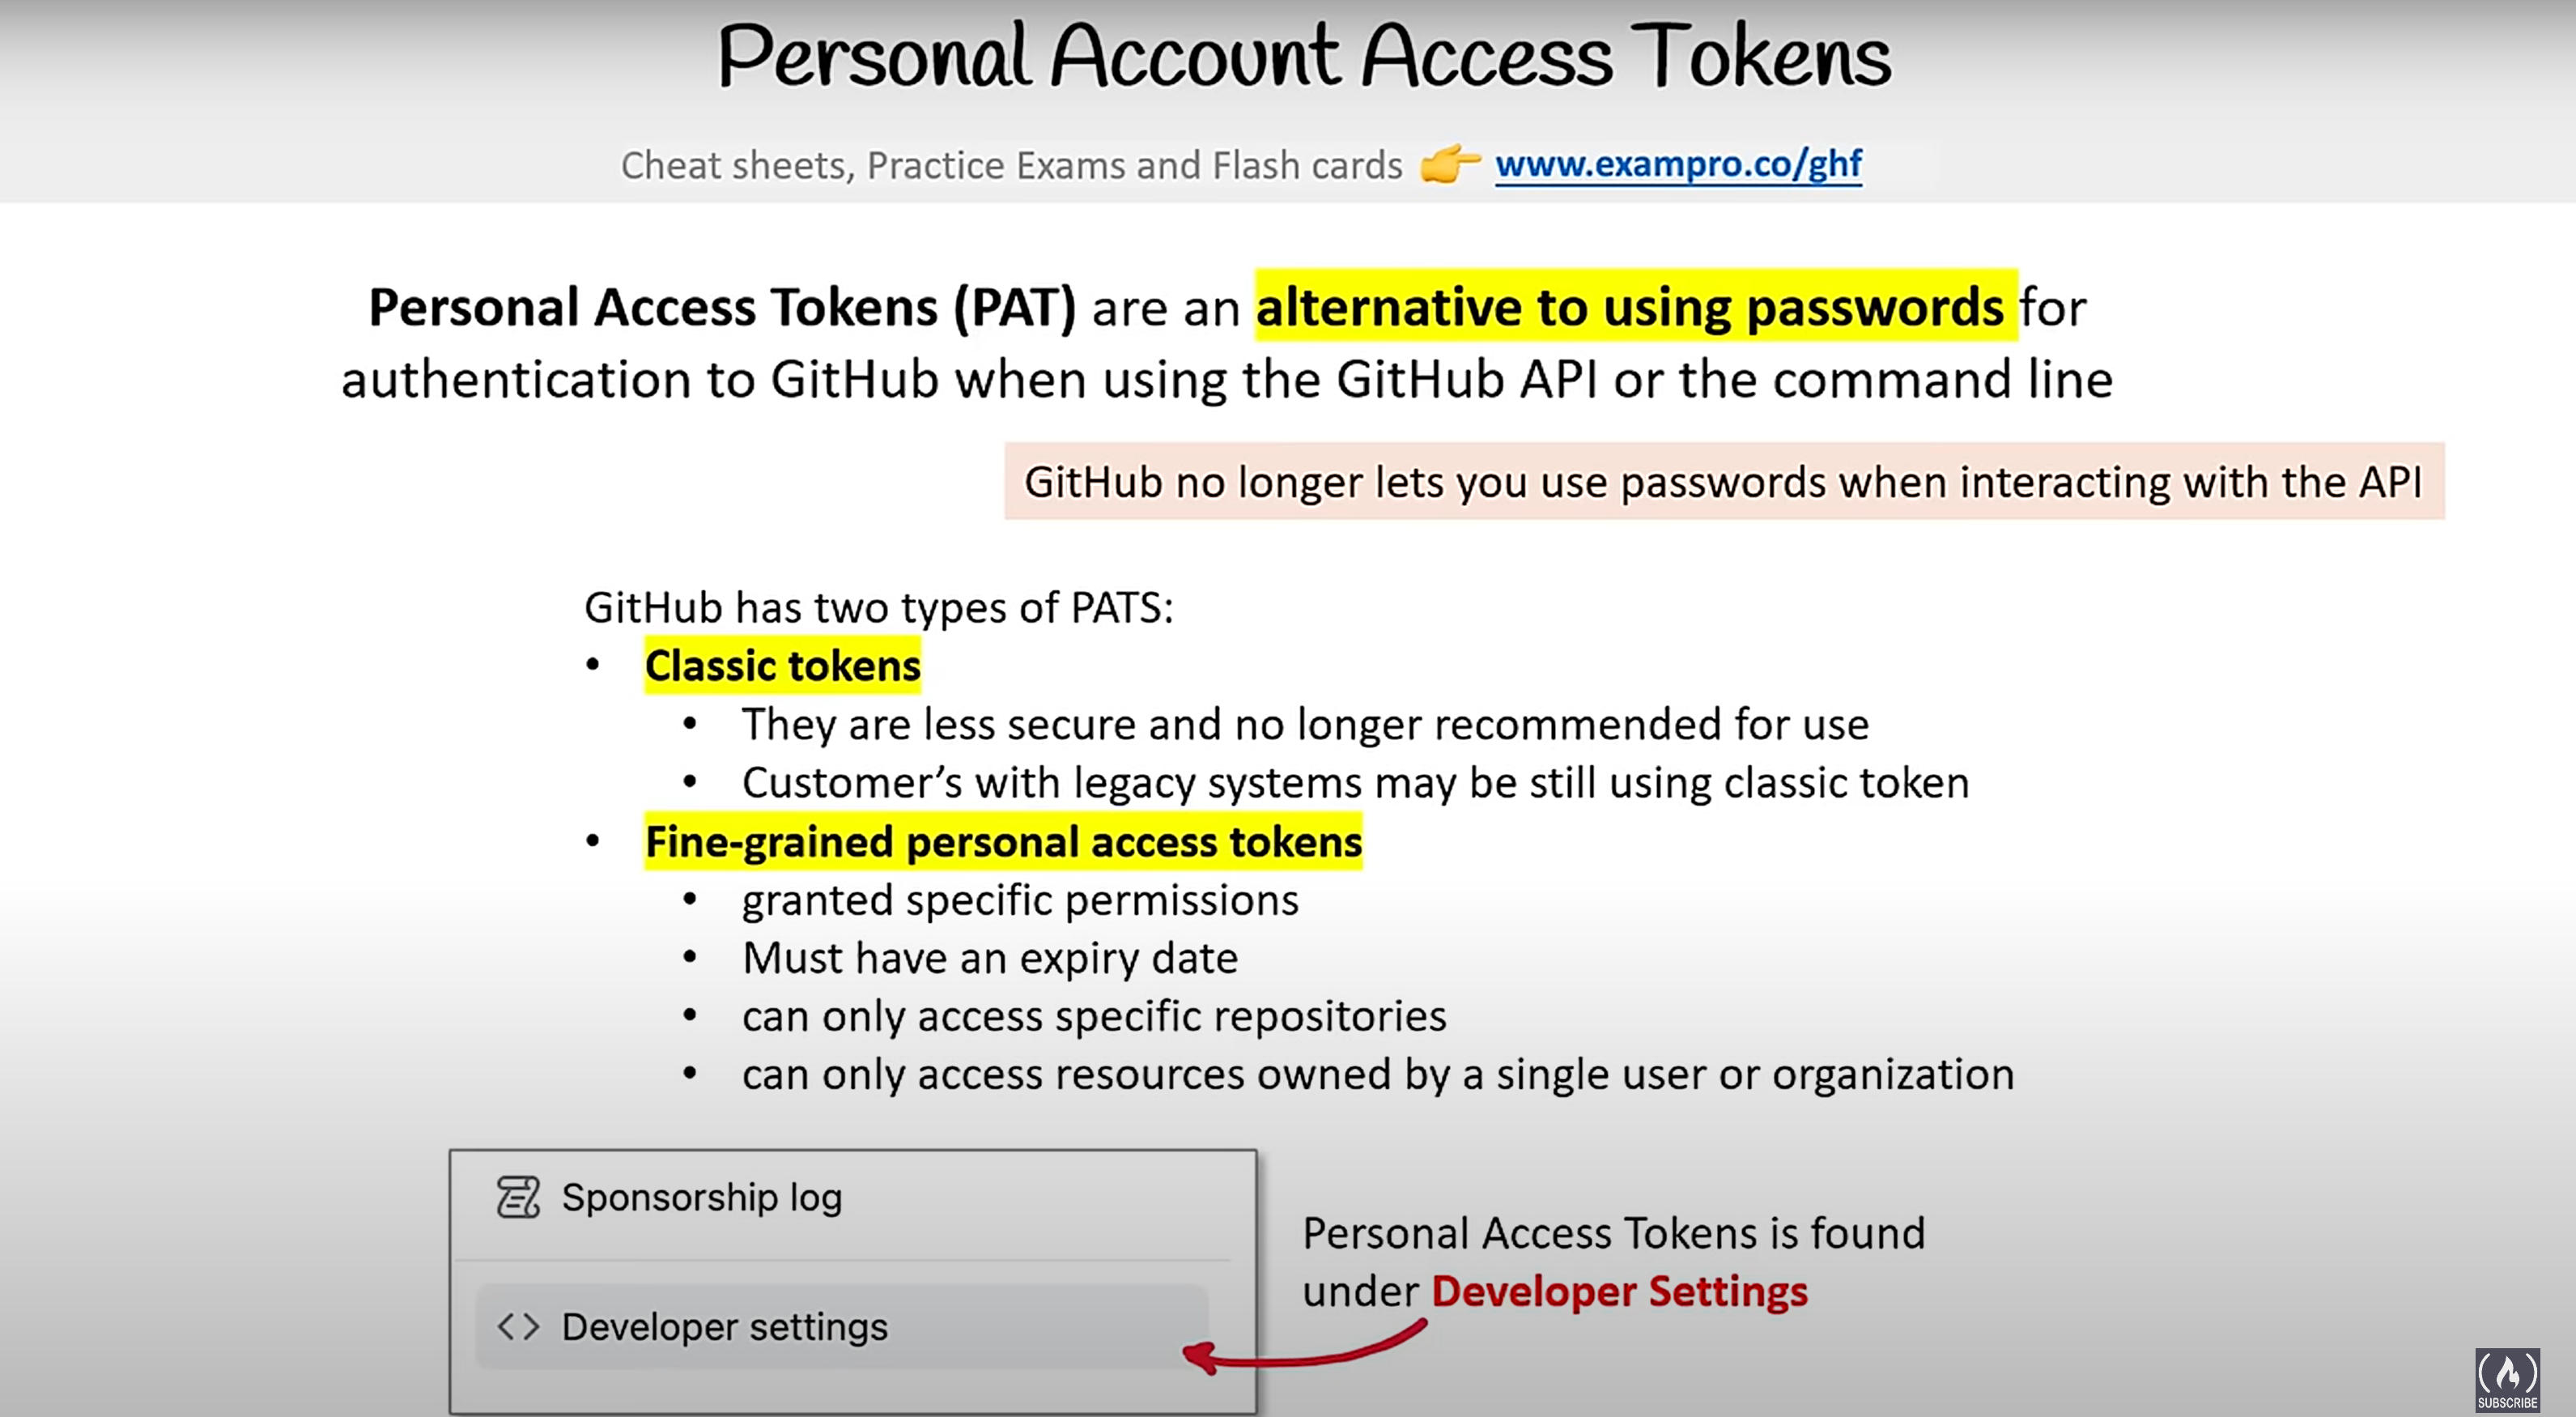 Personal Account Access Tokens
Cheat sheets, Practice Exams and Flash cards 👉 www.exampro.co/ghf
Personal Access Tokens (PAT) are an alternative to using passwords for
authentication to GitHub when using the GitHub API or the command line
GitHub no longer lets you use passwords when interacting with the API
GitHub has two types of PATS:
• Classic tokens
• They are less secure and no longer recommended for use
• Customer’s with legacy systems may be still using classic token
• Fine-grained personal access tokens
• granted specific permissions
• Must have an expiry date
• can only access specific repositories
• can only access resources owned by a single user or organization
Sponsorship log
Developer settings
Personal Access Tokens is found
under Developer Settings
SUBSCRIBE